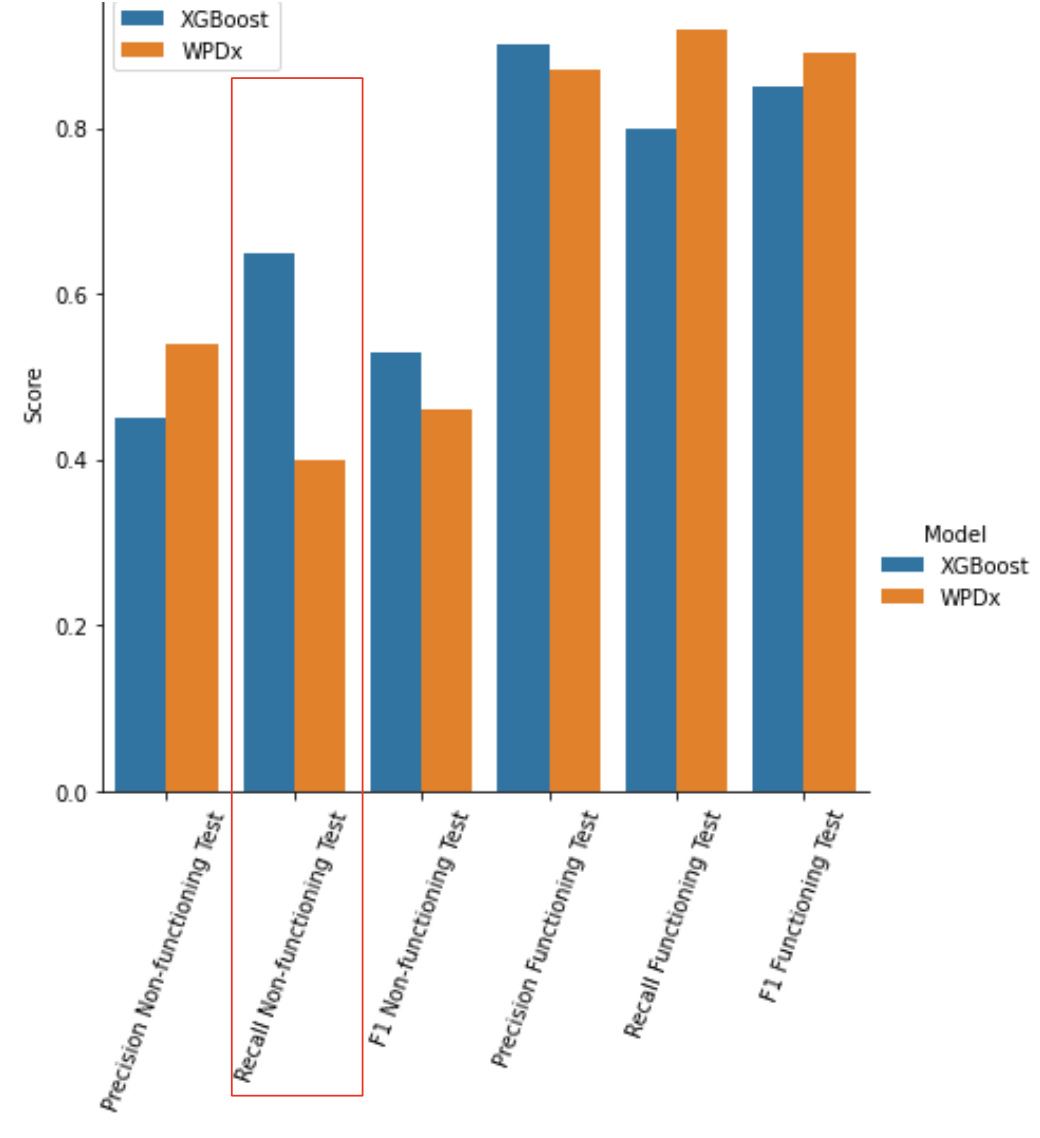 XGBoost
WPDx
0.8
0.6
0.4
0.2
0.0
Score
Precision Non-functioning Test
Recall Non-functioning Test
F1 Non-functioning Test
Precision Functioning Test
Recall Functioning Test
F1 Functioning Test
Model
XGBoost
WPDx